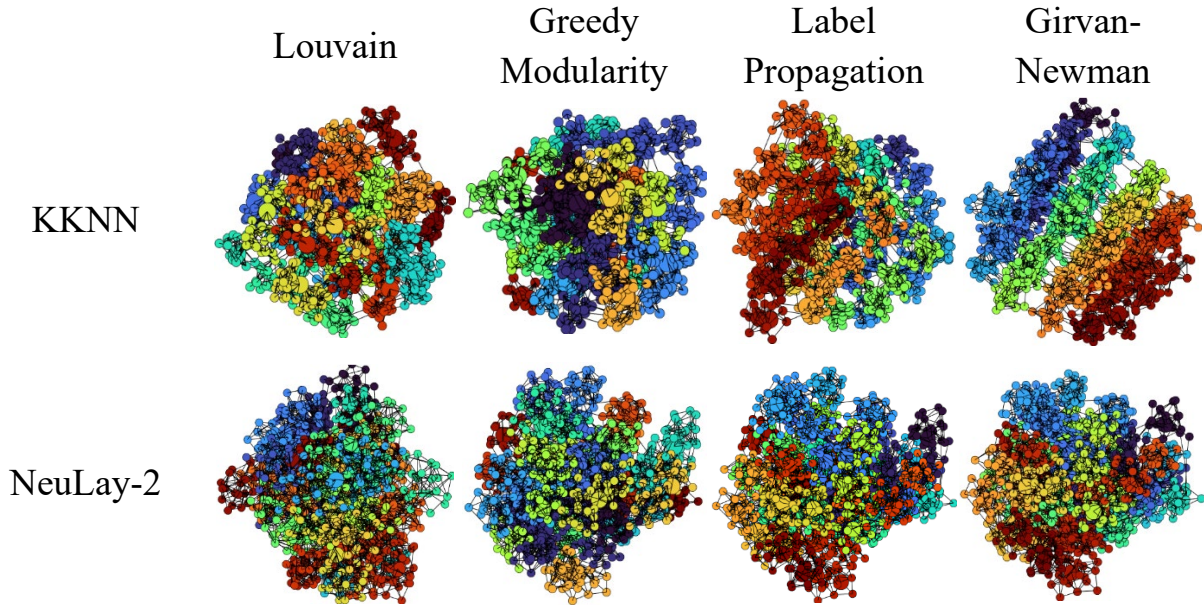 Louvain
Greedy
Modularity
Label
Propagation
Girvan-
Newman
KKNN
NeuLay-2